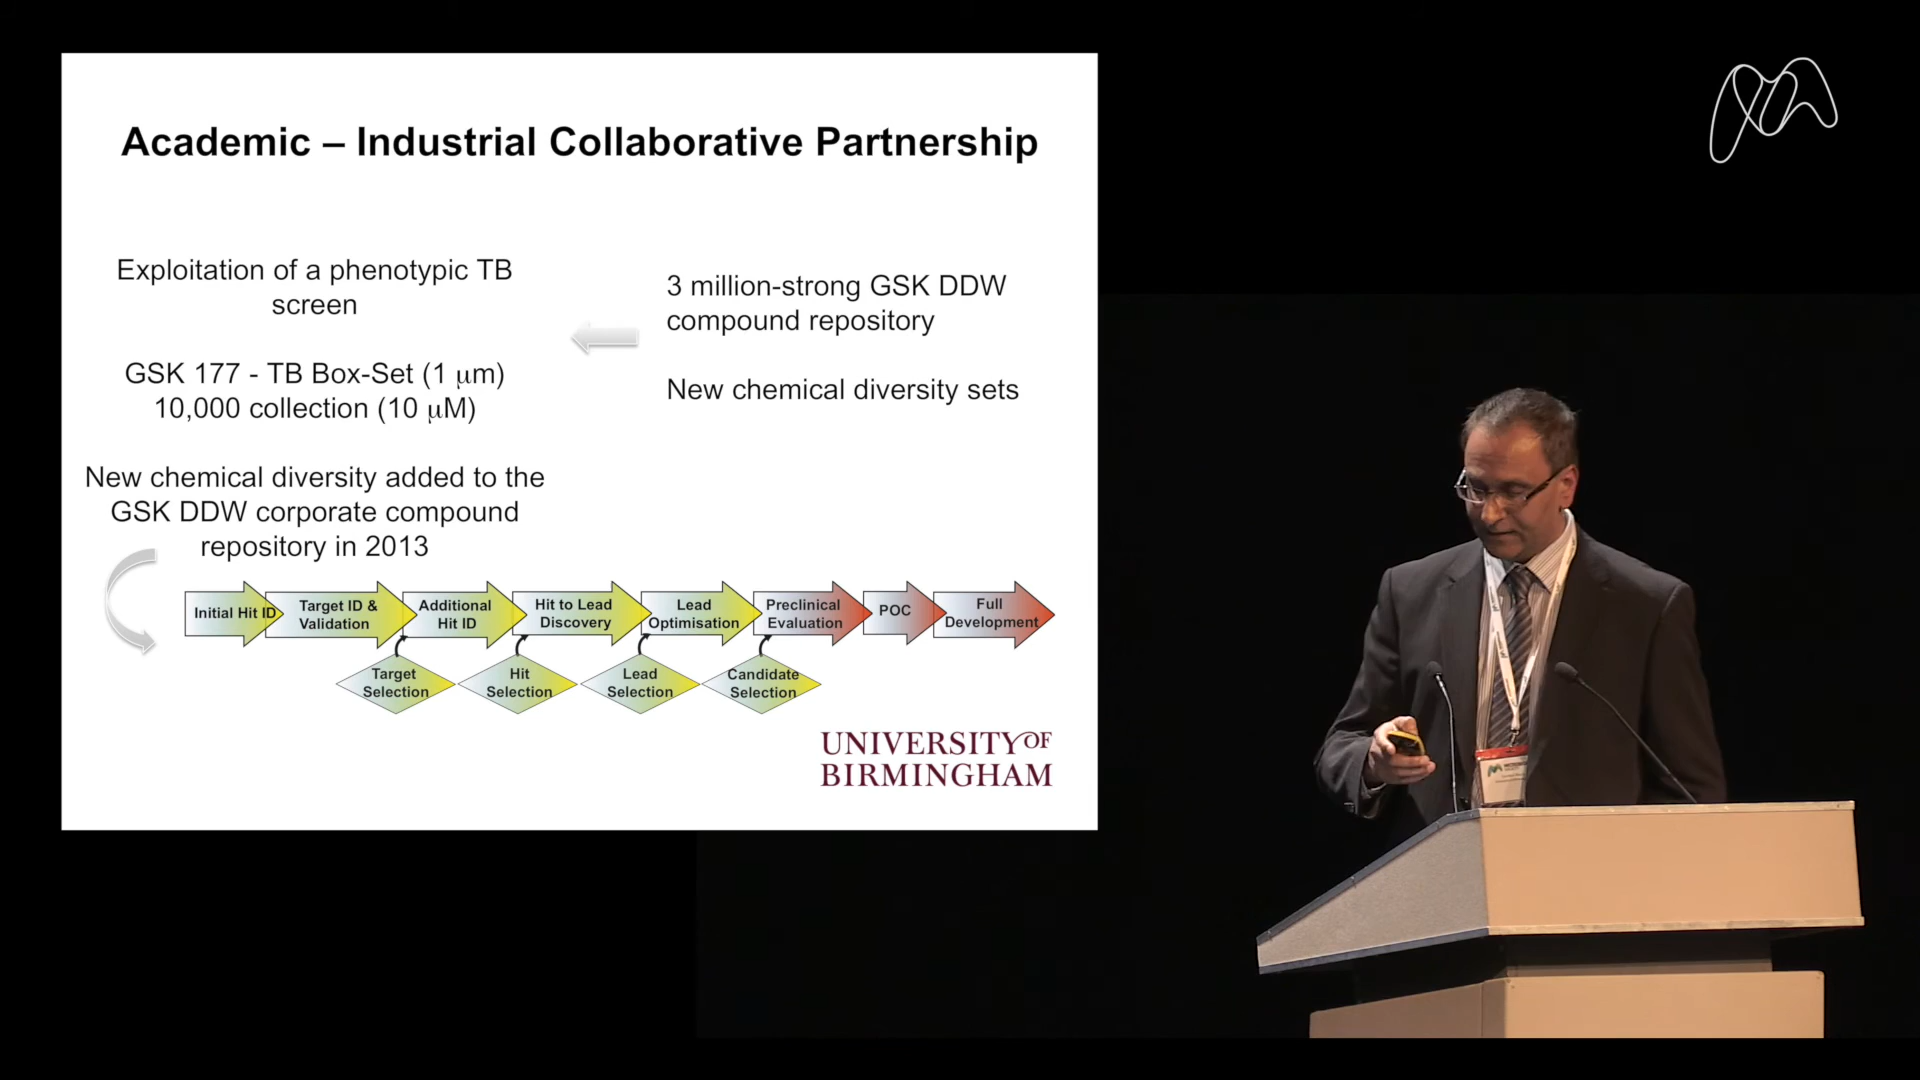 Academic – Industrial Collaborative Partnership
Exploitation of a phenotypic TB
screen
GSK 177 - TB Box-Set (1 μm)
10,000 collection (10 μM)
New chemical diversity added to the
GSK DDW corporate compound
repository in 2013
3 million-strong GSK DDW
compound repository
New chemical diversity sets
Initial Hit ID
Target ID &
Validation
Additional
Hit ID
Hit to Lead
Discovery
Lead
Optimisation
Preclinical
Evaluation
POC
Full
Development
Target
Selection
Hit
Selection
Lead
Selection
Candidate
Selection
UNIVERSITY OF
BIRMINGHAM